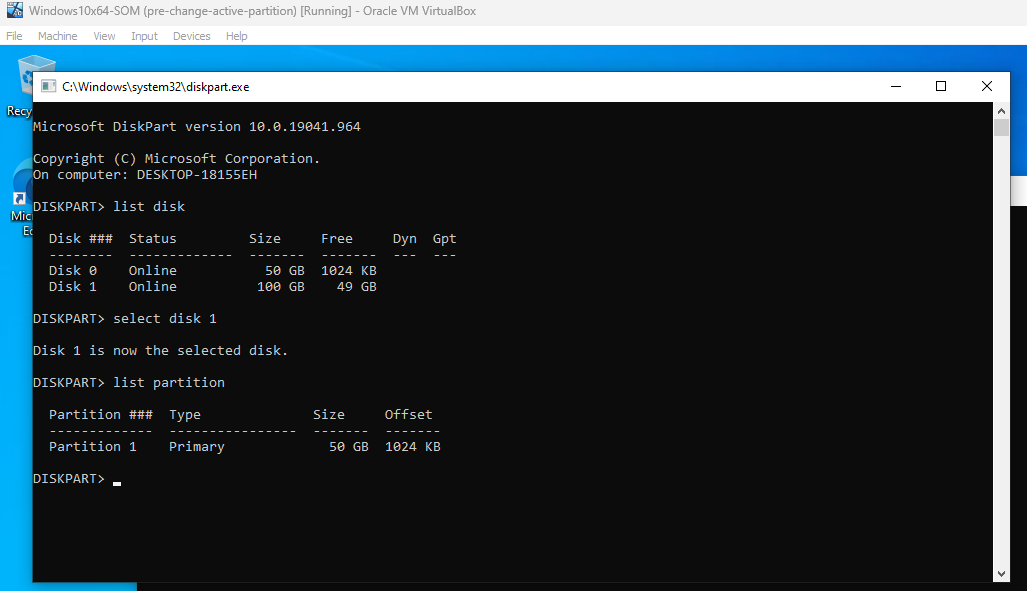 Windows10x64-SOM (pre-change-active-partition) [Running] - Oracle VM VirtualBox
File Machine View Input Devices Help
C:\Windows\system32\diskpart.exe
Recy
Mic
Ec
Microsoft DiskPart version 10.0.19041.964
Copyright (C) Microsoft Corporation.
On computer: DESKTOP-18155EH
DISKPART> list disk
Disk ### Status Size Free Dyn Gpt
-------- ------------- ------- ------- --- ---
Disk 0 Online 50 GB 1024 KB
Disk 1 Online 100 GB 49 GB
DISKPART> select disk 1
Disk 1 is now the selected disk.
DISKPART> list partition
Partition ### Type Size Offset
------------- ---------------- ------- -------
Partition 1 Primary 50 GB 1024 KB
DISKPART>